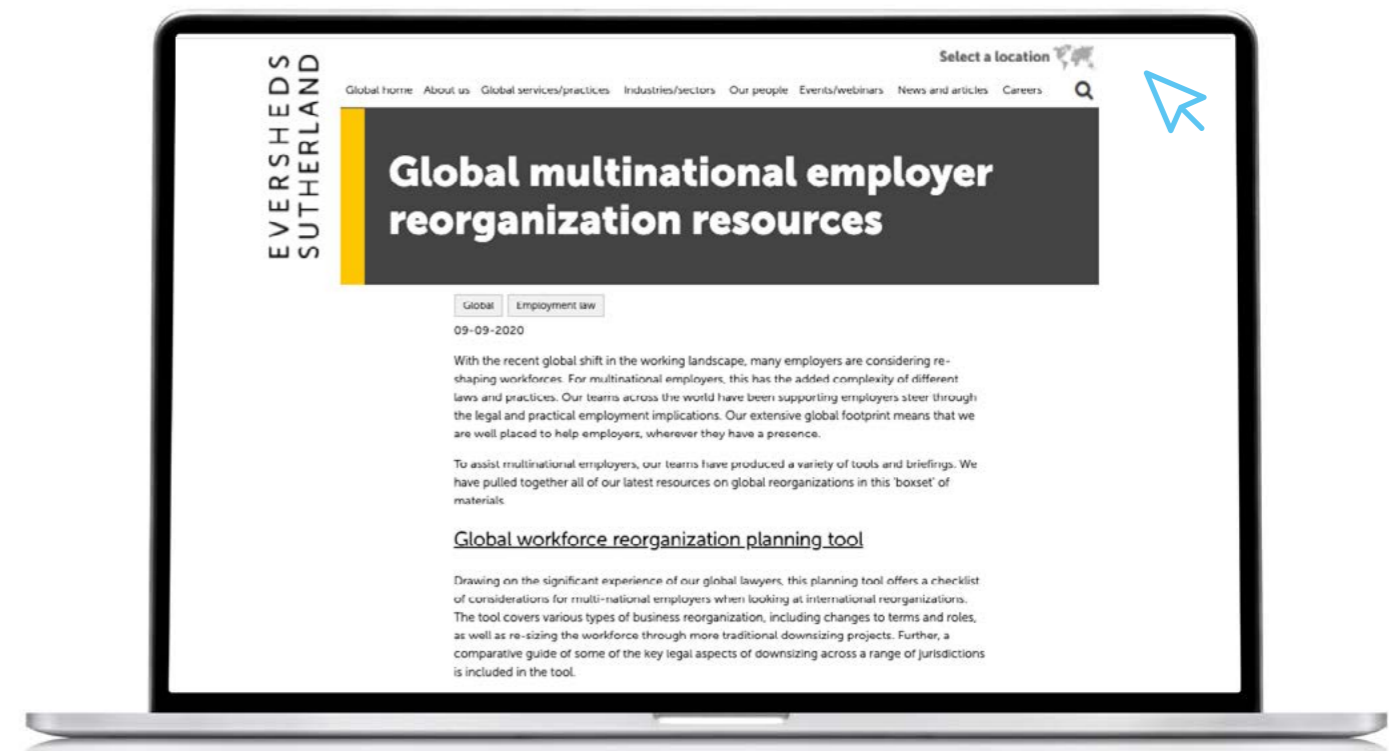 EVERSHEDS
SUTHERLAND
Select a location
Global home About us Global services/practices Industries/sectors Our people Events/webinars News and articles Careers
Global multinational employer
reorganization resources
Global Employment law
09-09-2020
With the recent global shift in the working landscape, many employers are considering re-
shaping workforces. For multinational employers, this has the added complexity of different
laws and practices. Our teams across the world have been supporting employers steer through
the legal and practical employment implications. Our extensive global footprint means that we
are well placed to help employers, wherever they have a presence.
To assist multinational employers, our teams have produced a variety of tools and briefings. We
have pulled together all of our latest resources on global reorganizations in this 'boxset' of
materials
Global workforce reorganization planning tool
Drawing on the significant experience of our global lawyers, this planning tool offers a checklist
of considerations for multi-national employers when looking at international reorganizations.
The tool covers various types of business reorganization, including changes to terms and roles,
as well as re-sizing the workforce through more traditional downsizing projects. Further, a
comparative guide of some of the key legal aspects of downsizing across a range of jurisdictions
is included in the tool.